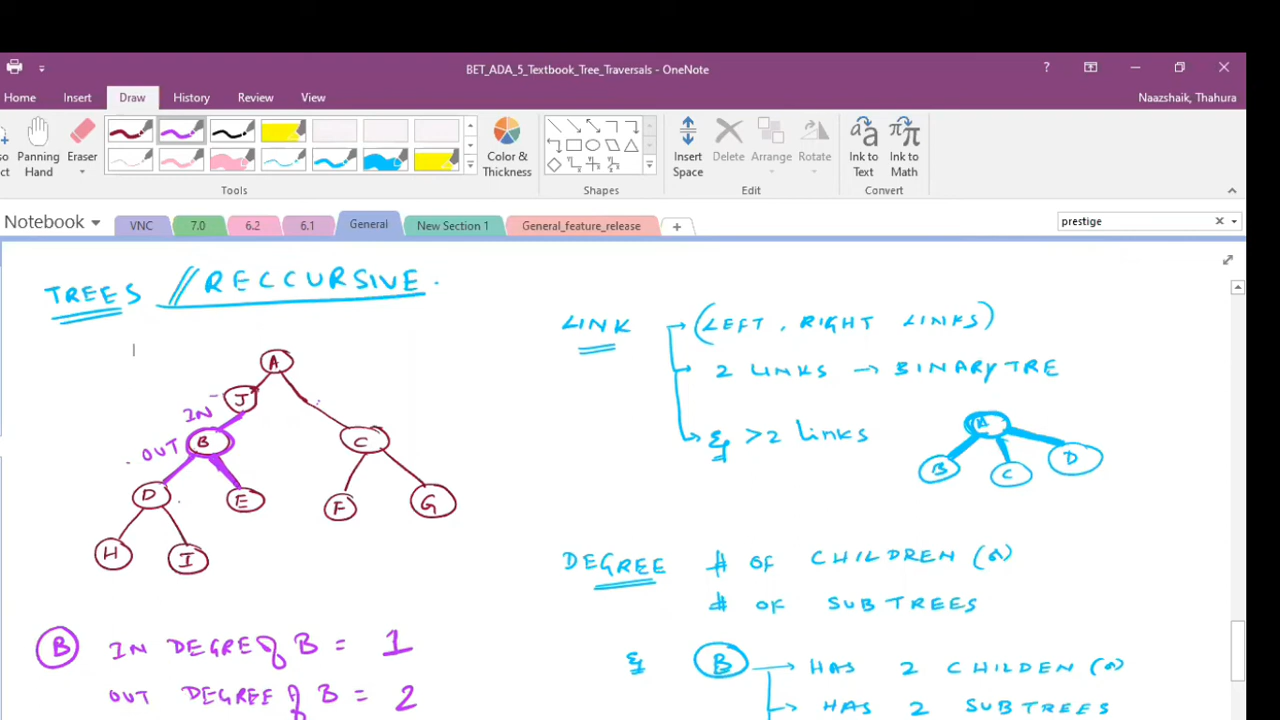 BET_ADA_5_Textbook_Tree_Traversals - OneNote
?
Home Insert Draw History Review View
Naazshaik, Thahura
Panning Hand
Eraser
Color & Thickness
Insert Space
Delete
Arrange
Rotate
Ink to Text
Ink to Math
Tools
Shapes
Edit
Convert
Notebook
VNC 7.0 6.2 6.1 General New Section 1 General_feature_release +
prestige
TREES // RECCURSIVE.
A
J
IN
B
OUT
C
D
E
F
G
H
I
B IN DEGRE of B = 1
OUT DEGREE of B = 2
LINK → (LEFT, RIGHT LINKS)
2 LINKS → BINARY TRE
>2 links
A
B
C
D
DEGREE # OF CHILDREN (or)
# OF SUBTREES
B → HAS 2 CHILDEN (or)
→ HAS 2 SUBTREES